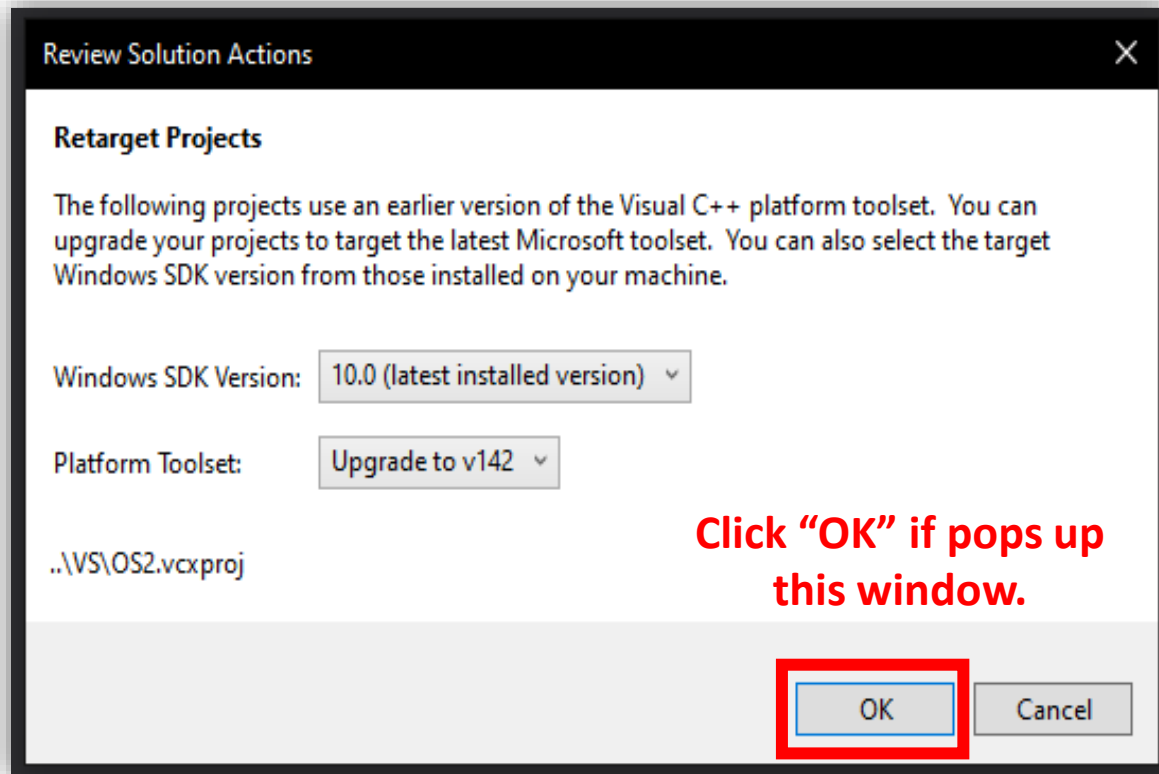 Review Solution Actions
Retarget Projects
The following projects use an earlier version of the Visual C++ platform toolset.  You can
upgrade your projects to target the latest Microsoft toolset.  You can also select the target
Windows SDK version from those installed on your machine.
Windows SDK Version: 10.0 (latest installed version)
Platform Toolset: Upgrade to v142
..\VS\OS2.vcxproj
Click “OK” if pops up
this window.
OK Cancel